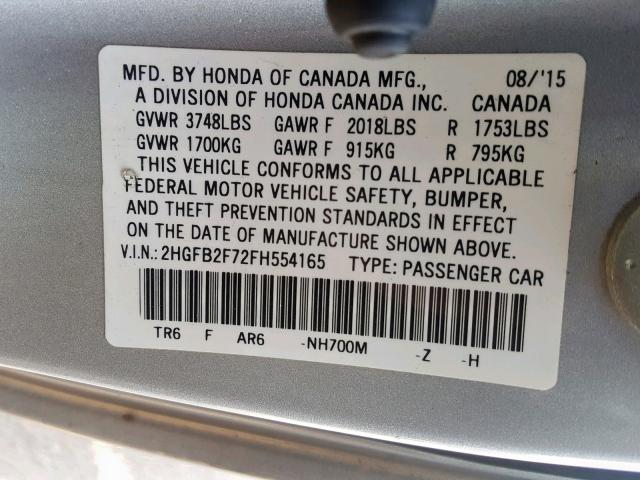 MFD. BY HONDA OF CANADA MFG., 08/'15
A DIVISION OF HONDA CANADA INC. CANADA
GVWR 3748LBS GAWR F 2018LBS R 1753LBS
GVWR 1700KG GAWR F 915KG R 795KG
THIS VEHICLE CONFORMS TO ALL APPLICABLE
FEDERAL MOTOR VEHICLE SAFETY, BUMPER,
AND THEFT PREVENTION STANDARDS IN EFFECT
ON THE DATE OF MANUFACTURE SHOWN ABOVE.
V.I.N.: 2HGFB2F72FH554165 TYPE: PASSENGER CAR
TR6 F AR6 -NH700M -Z -H